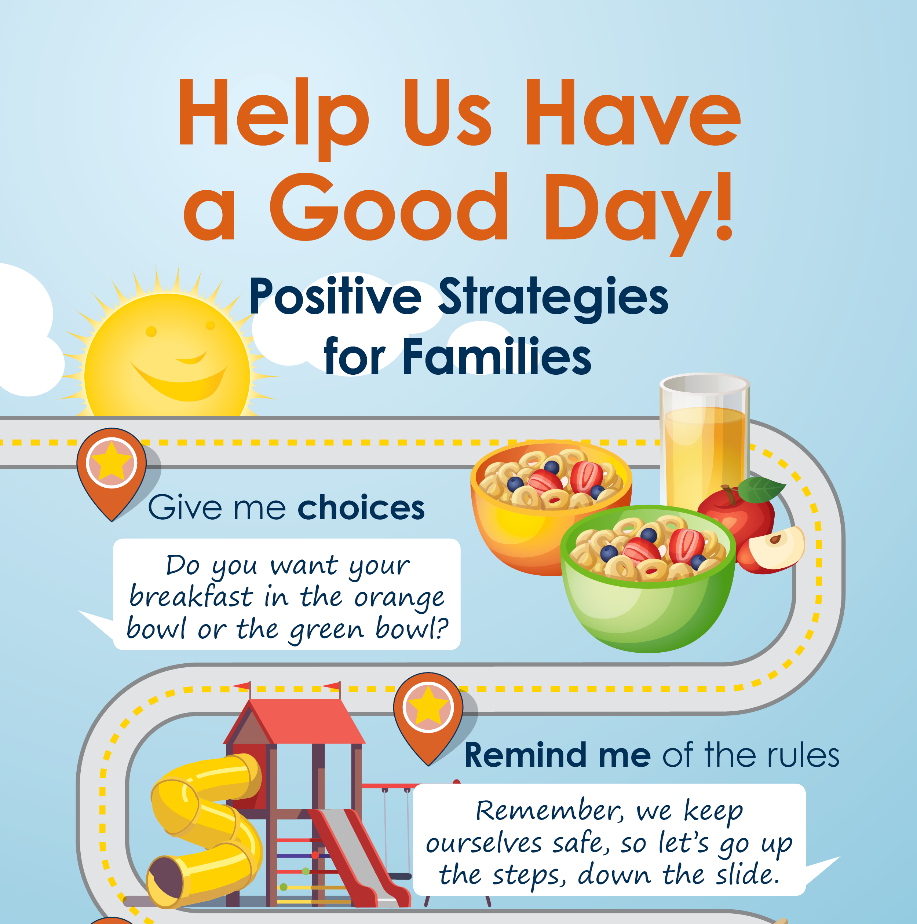 Help Us Have
a Good Day!
Positive Strategies
for Families
Give me choices
Do you want your
breakfast in the orange
bowl or the green bowl?
Remind me of the rules
Remember, we keep
ourselves safe, so let's go up
the steps, down the slide.